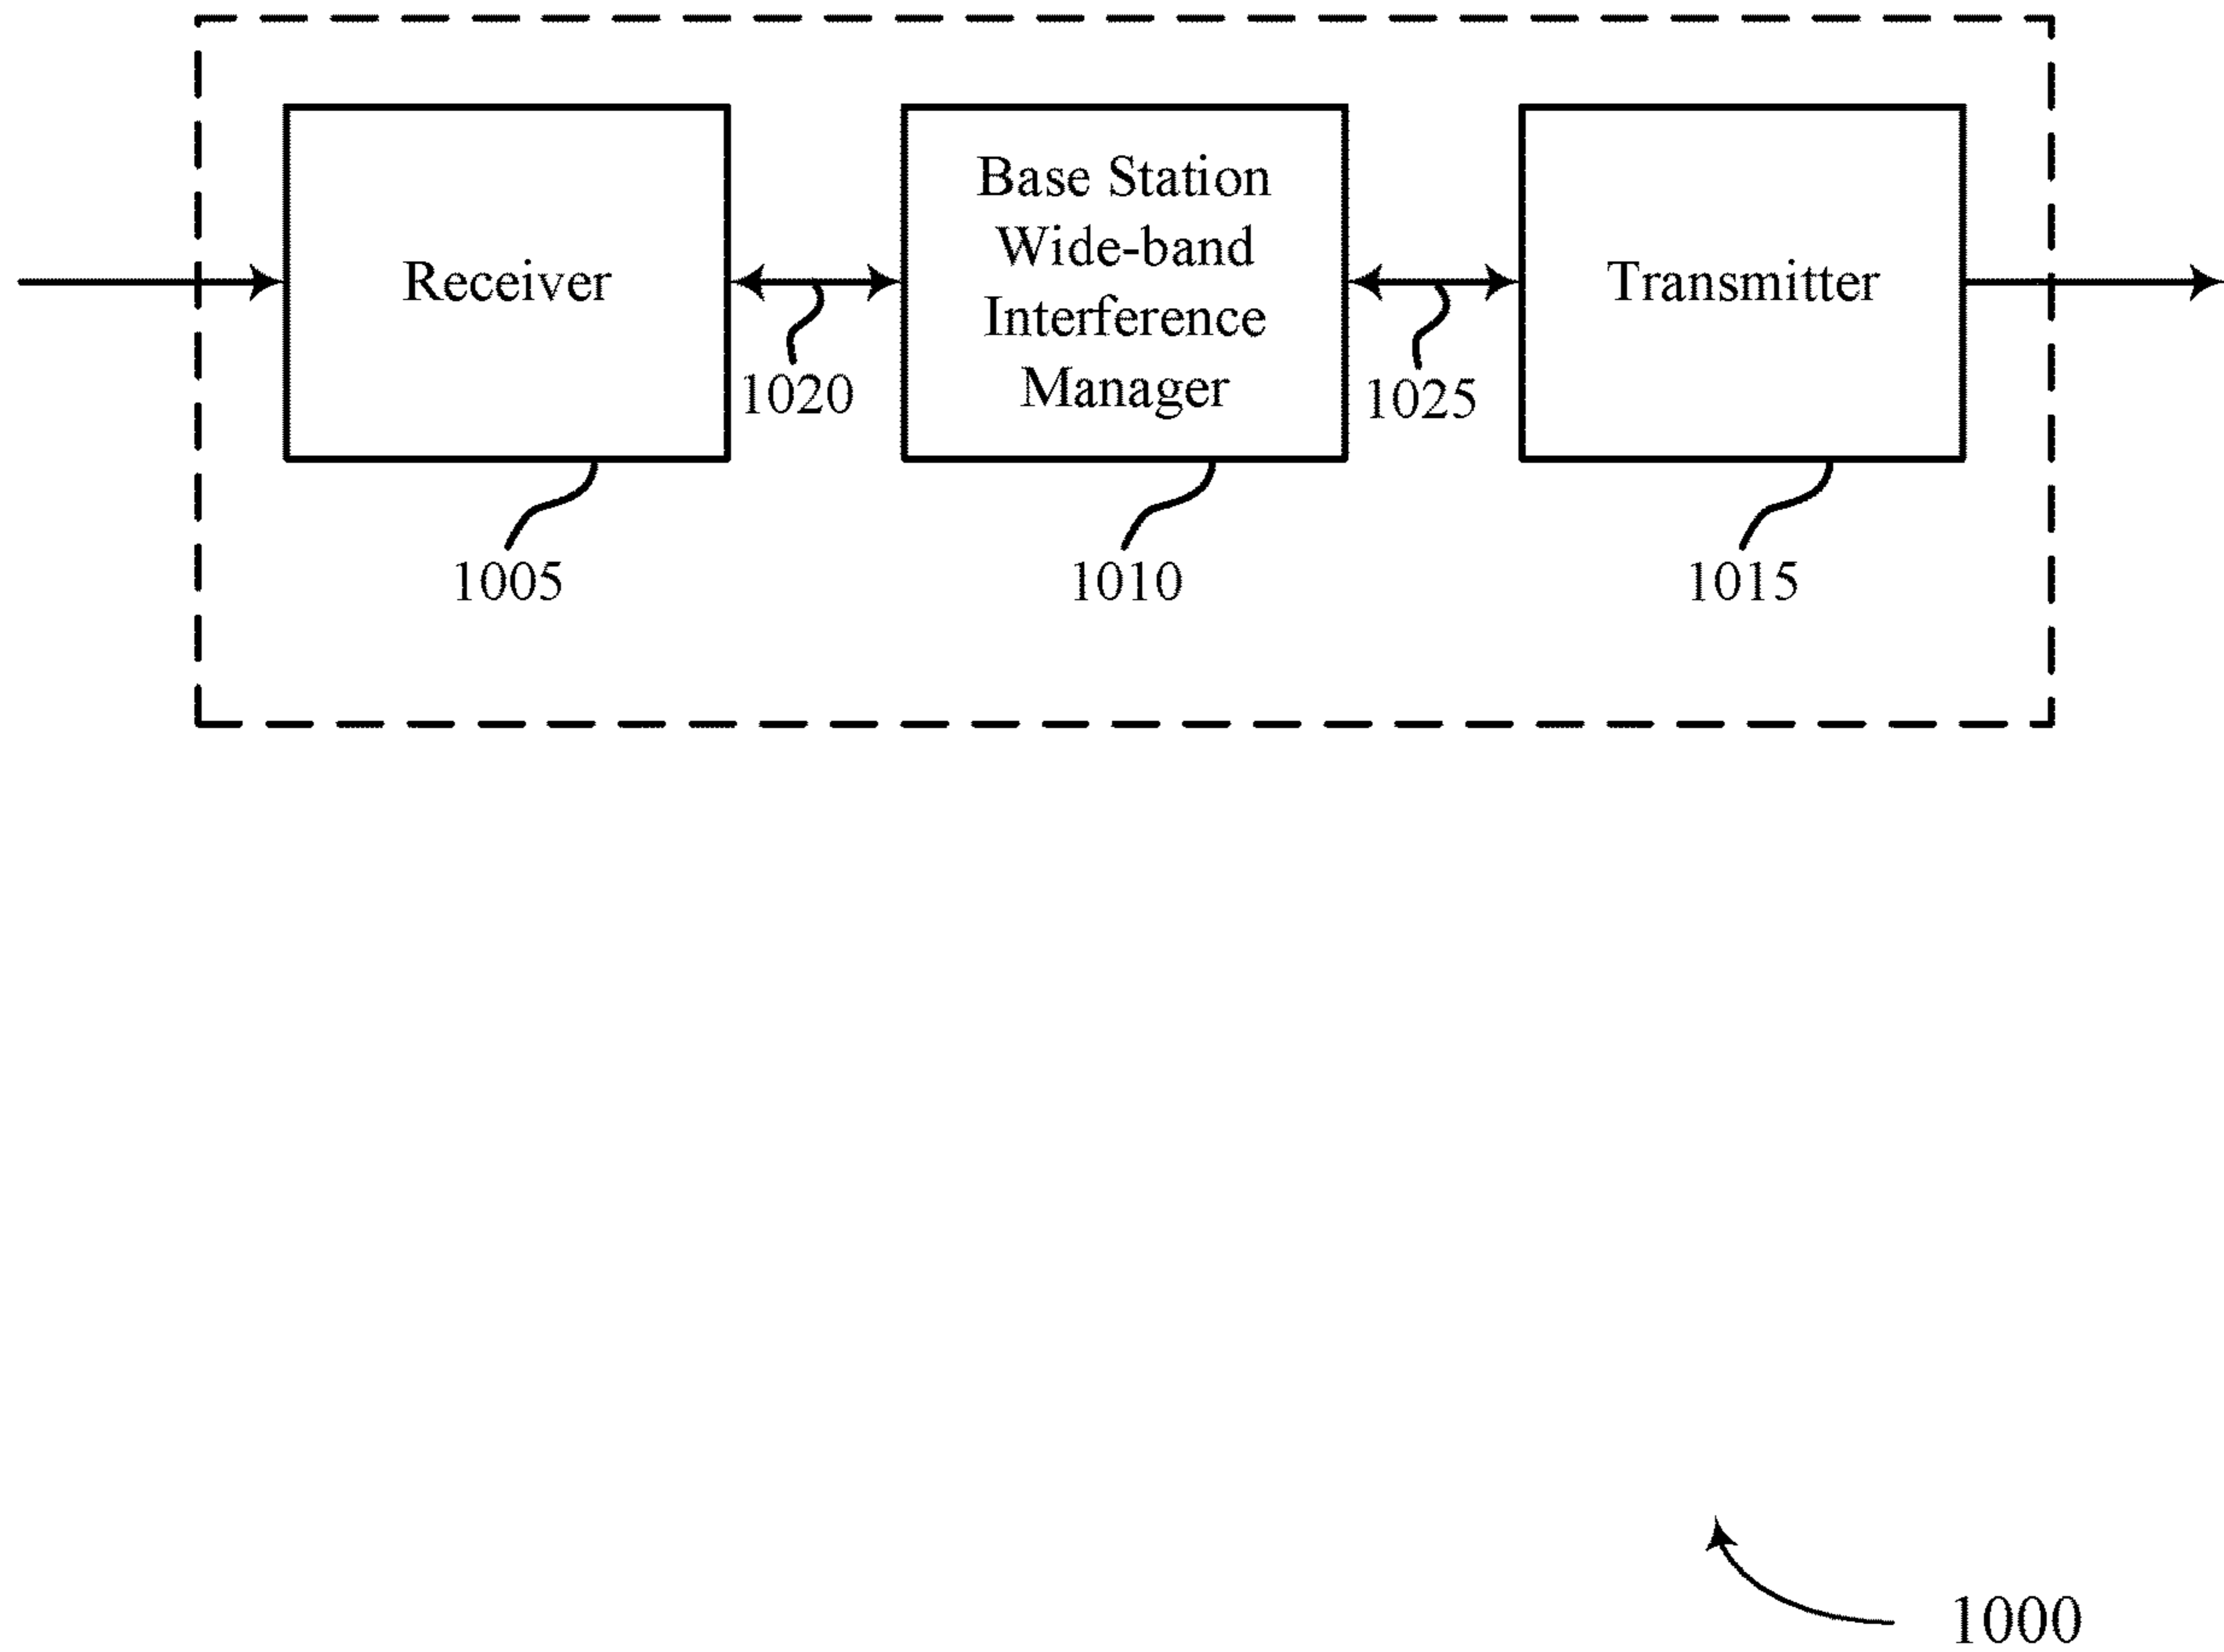 Receiver
Base Station
Wide-band
Interference
Manager
Transmitter
1020
1025
1005
1010
1015
1000